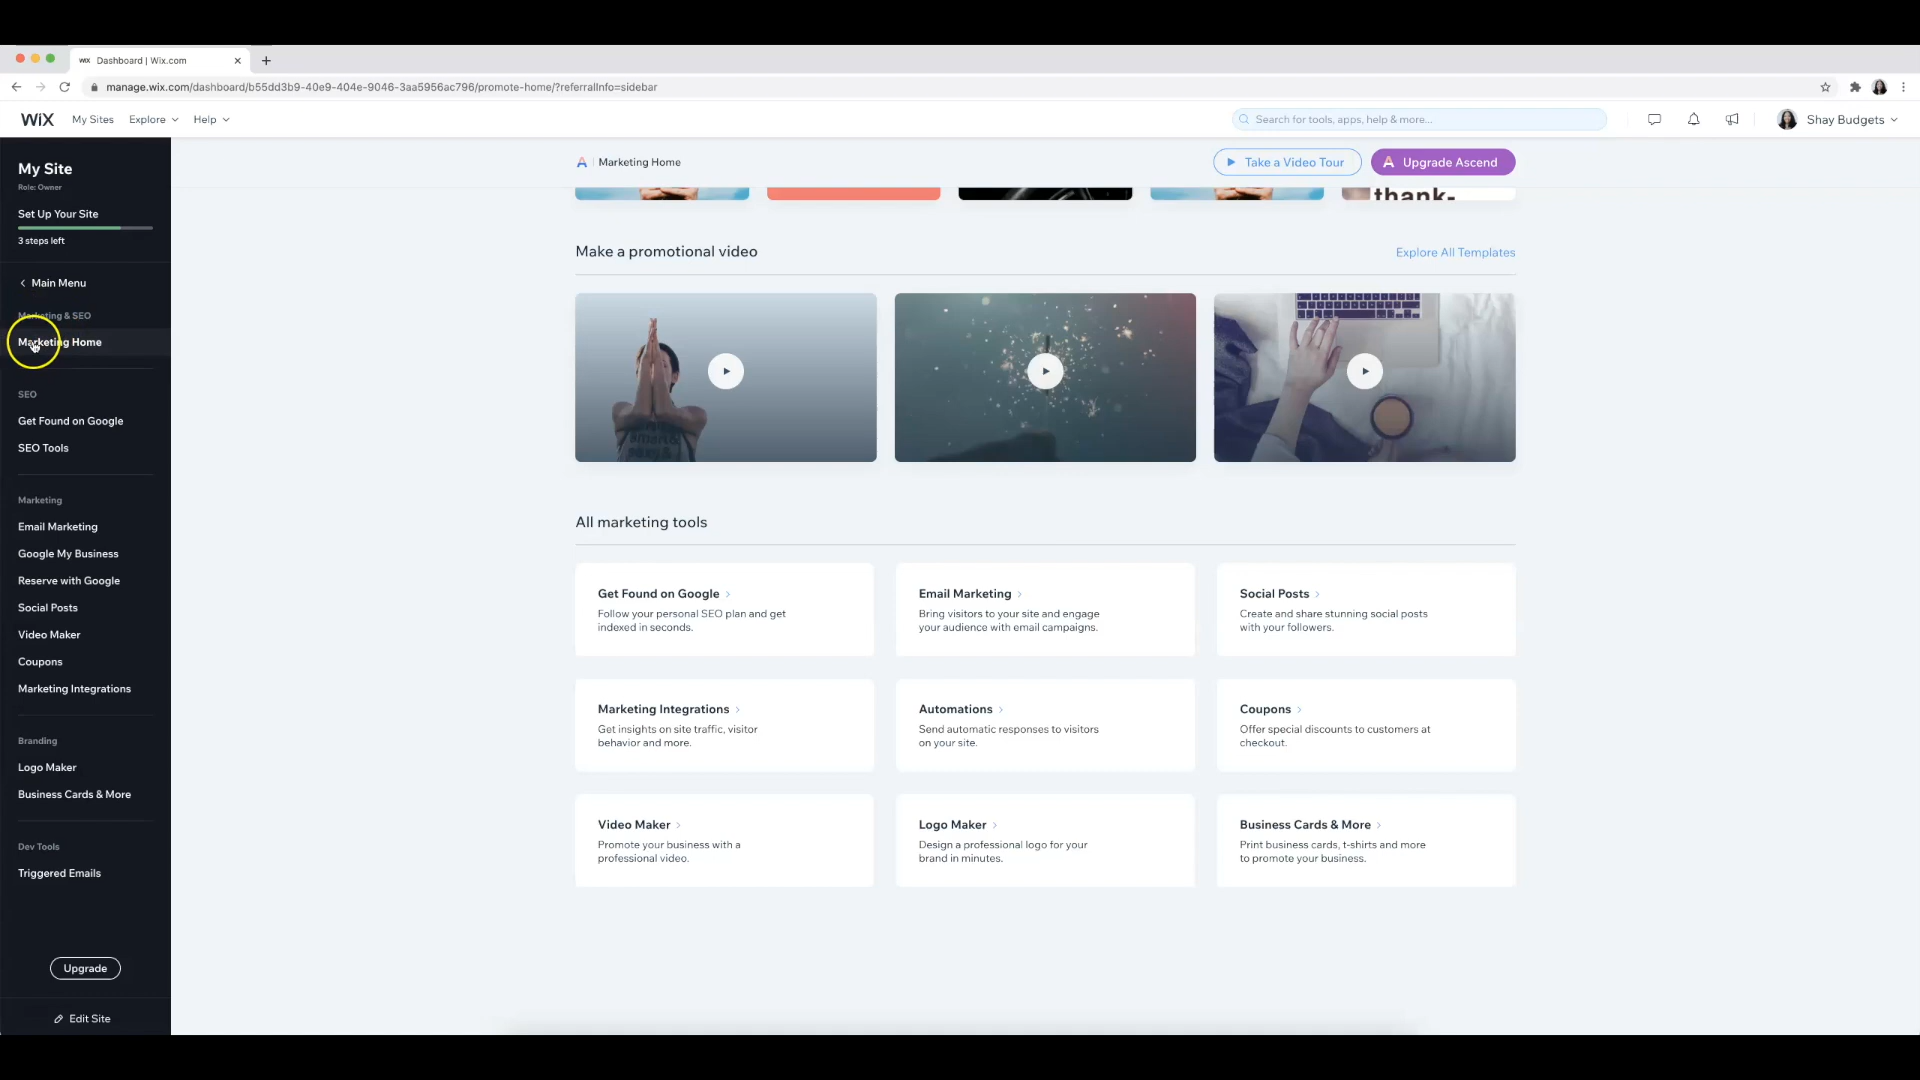 WiX Dashboard | Wix.com
manage.wix.com/dashboard/b55dd3b9-40e9-404e-9046-3aa5956ac796/promote-home/?referralInfo=sidebar
WiX My Sites Explore Help Search for tools, apps, help & more... Shay Budgets
My Site
Role: Owner
Set Up Your Site
3 steps left
Main Menu
Marketing & SEO
Marketing Home
SEO
Get Found on Google
SEO Tools
Marketing
Email Marketing
Google My Business
Reserve with Google
Social Posts
Video Maker
Coupons
Marketing Integrations
Branding
Logo Maker
Business Cards & More
Dev Tools
Triggered Emails
Upgrade
Edit Site
Marketing Home Take a Video Tour Upgrade Ascend
thank-
Make a promotional video Explore All Templates
All marketing tools
Get Found on Google
Follow your personal SEO plan and get
indexed in seconds.
Email Marketing
Bring visitors to your site and engage
your audience with email campaigns.
Social Posts
Create and share stunning social posts
with your followers.
Marketing Integrations
Get insights on site traffic, visitor
behavior and more.
Automations
Send automatic responses to visitors
on your site.
Coupons
Offer special discounts to customers at
checkout.
Video Maker
Promote your business with a
professional video.
Logo Maker
Design a professional logo for your
brand in minutes.
Business Cards & More
Print business cards, t-shirts and more
to promote your business.